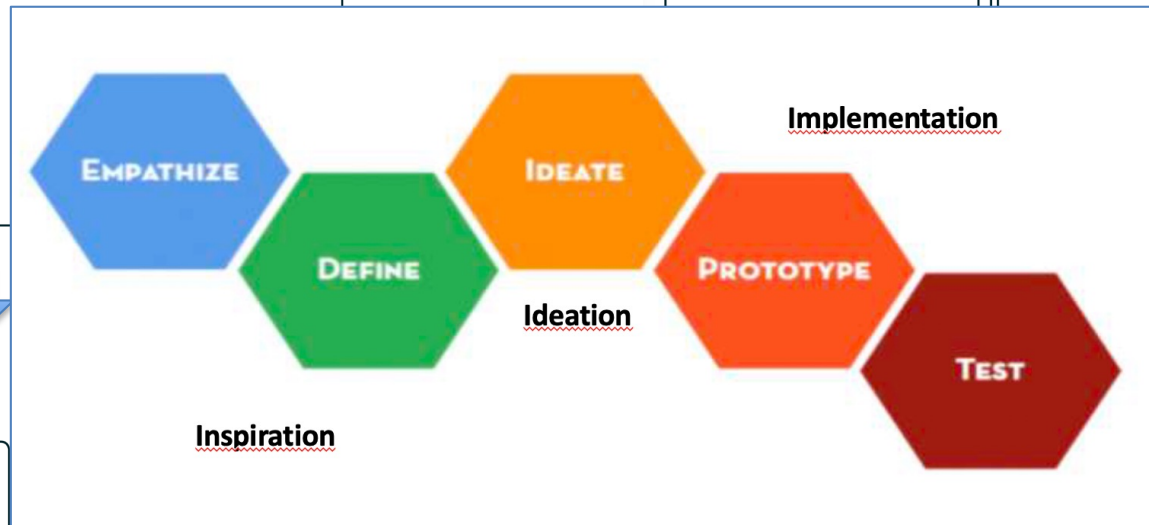 EMPATHIZE
DEFINE
IDEATE
PROTOTYPE
TEST
Inspiration
Ideation
Implementation